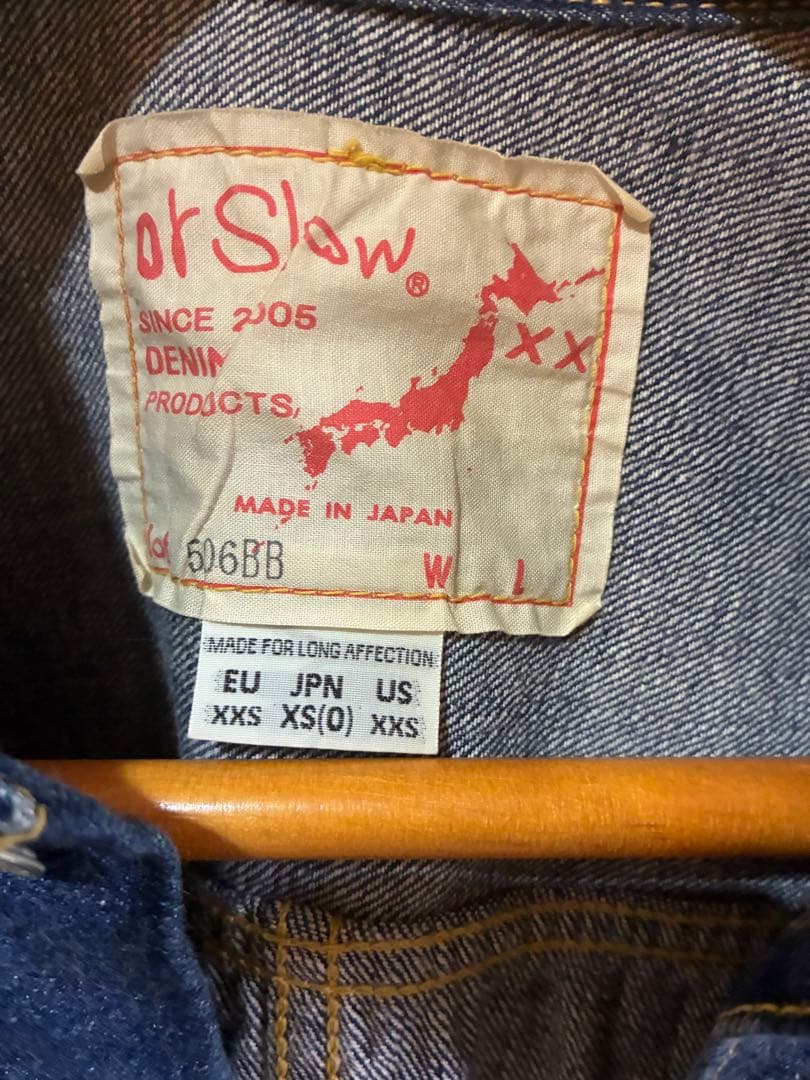 orSlow®
SINCE 2005
DENIM
PRODUCTS,
XX
MADE IN JAPAN
Lot 506BB W L
MADE FOR LONG AFFECTION
EU JPN US
XXS XS(0) XXS